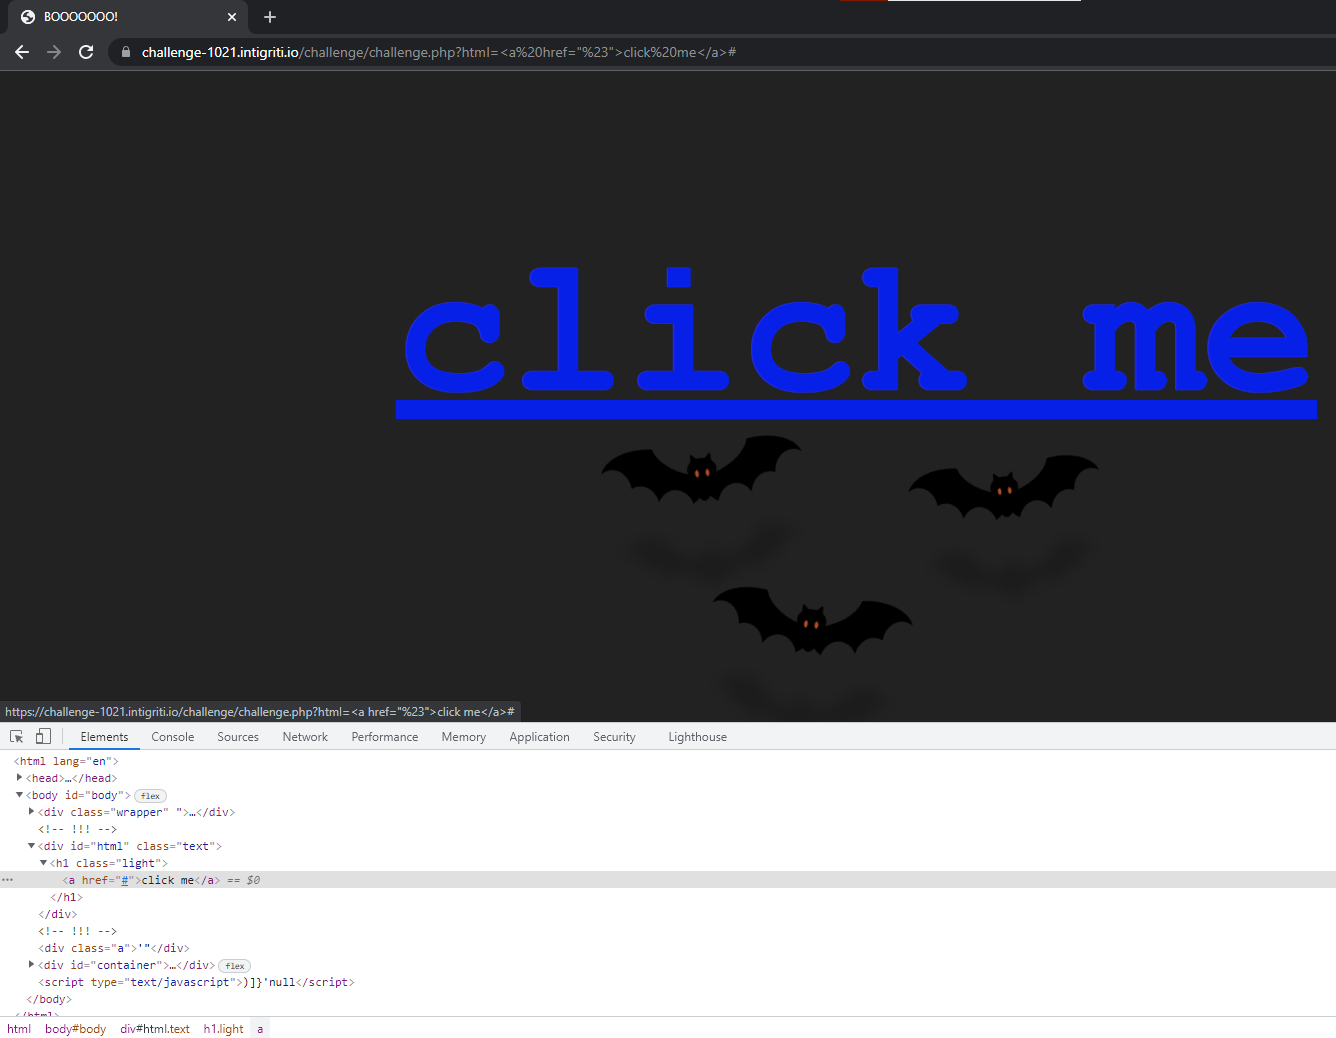 BOOOOOOO!
challenge-1021.intigriti.io/challenge/challenge.php?html=<a%20href="%23">click%20me</a>#
click me
https://challenge-1021.intigriti.io/challenge/challenge.php?html=<a href="%23">click me</a>#
Elements Console Sources Network Performance Memory Application Security Lighthouse
<html lang="en">
<head>…</head>
<body id="body"> flex
<div class="wrapper" ">…</div>
<!-- !!! -->
<div id="html" class="text">
<h1 class="light">
<a href="#">click me</a> == $0
</h1>
</div>
<!-- !!! -->
<div class="a">'"</div>
<div id="container">…</div> flex
<script type="text/javascript">)]}'null</script>
</body>
</html>
html body#body div#html.text h1.light a